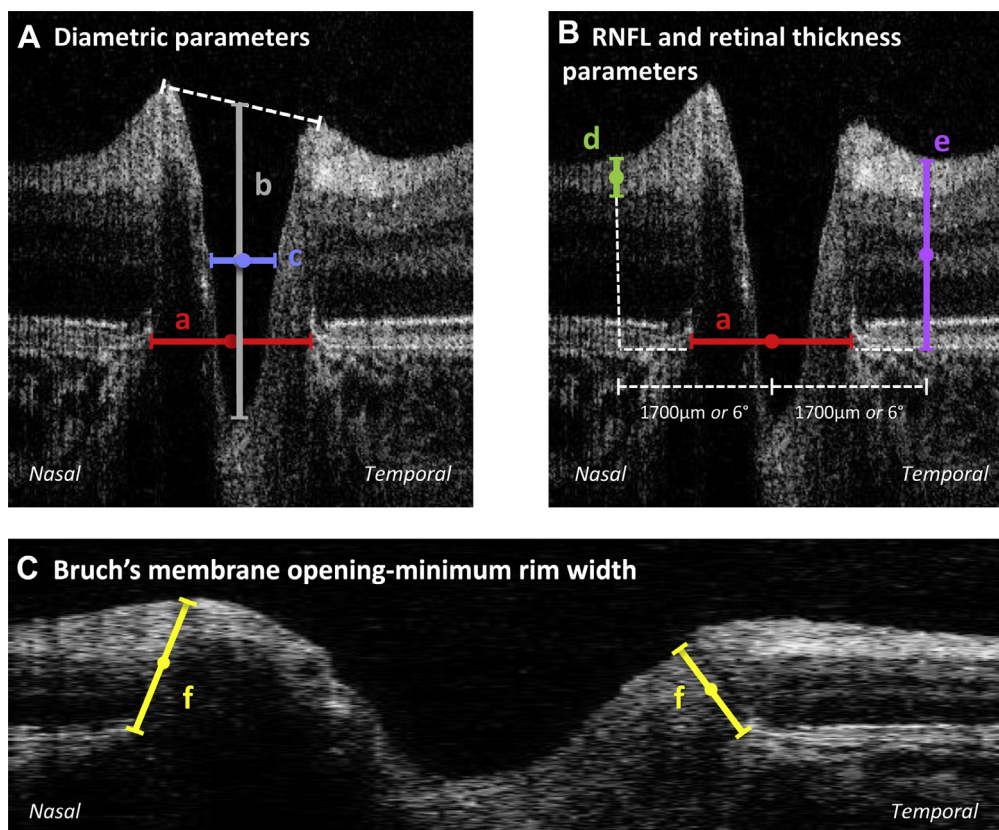 A Diametric parameters
b
c
a
Nasal
Temporal
B RNFL and retinal thickness
parameters
d
e
a
1700µm or 6°
1700µm or 6°
Nasal
Temporal
C Bruch’s membrane opening-minimum rim width
f
f
Nasal
Temporal